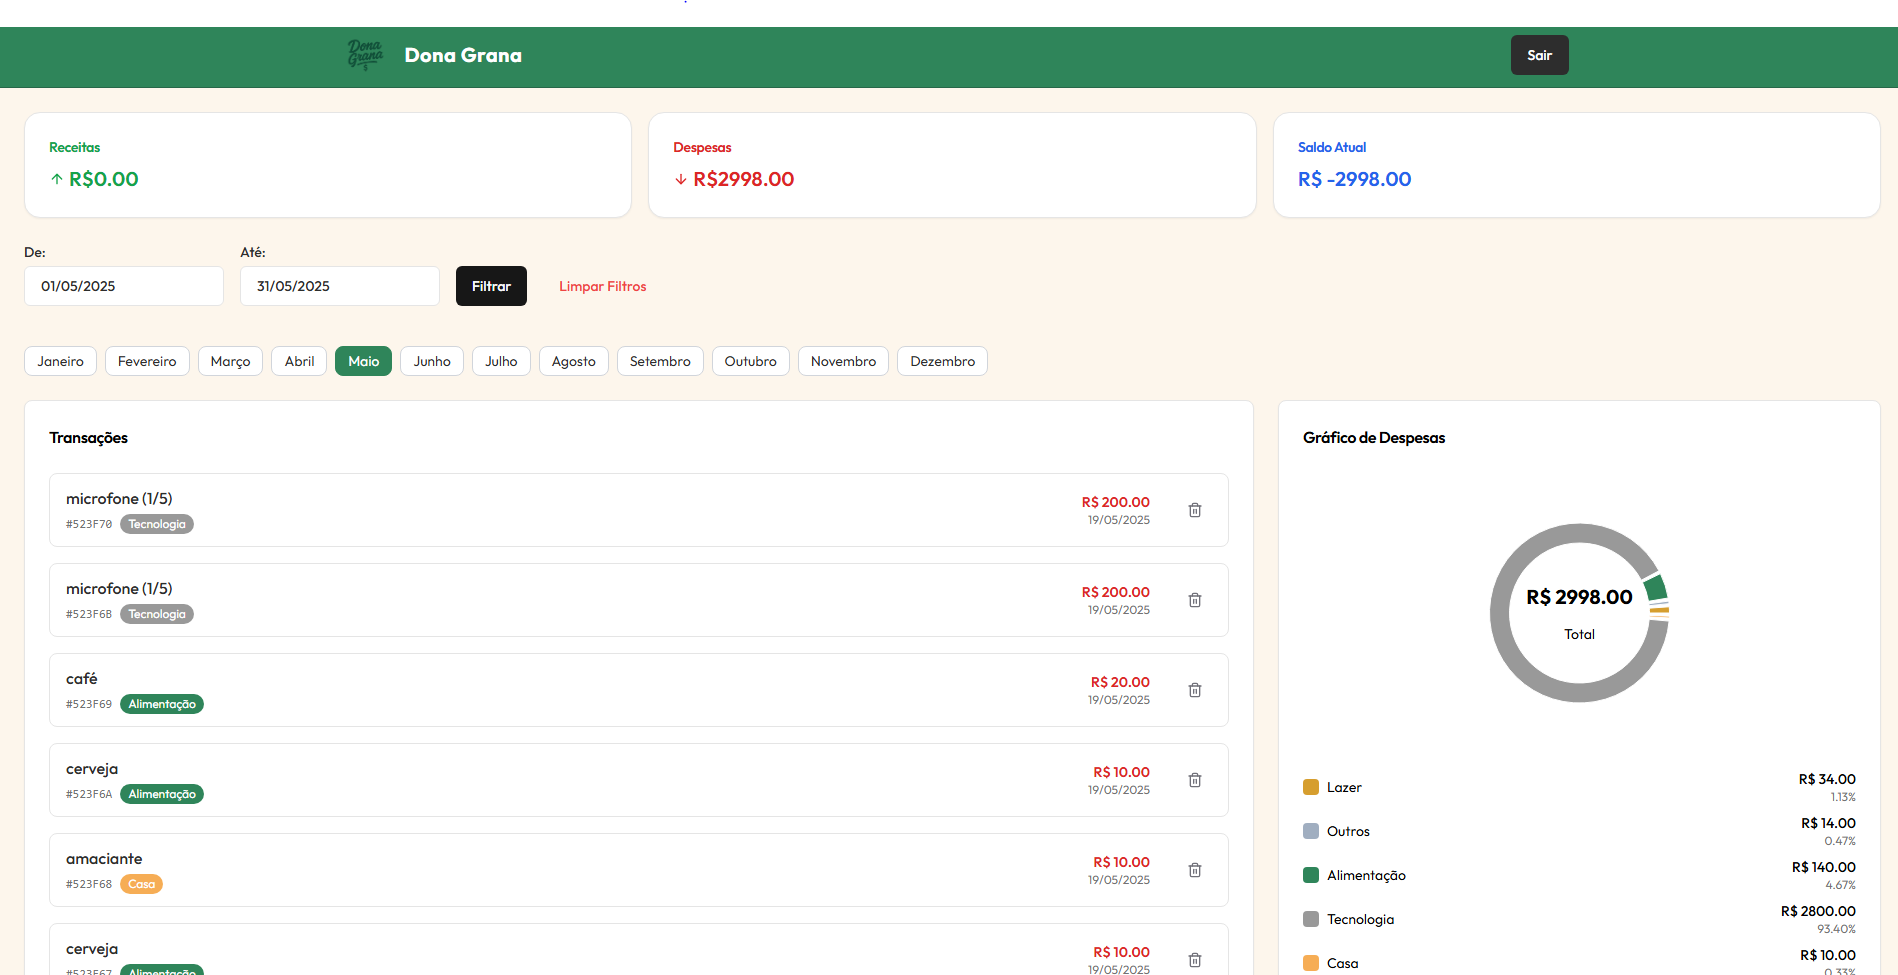 Dona
Grana
Dona Grana
Sair
Receitas
↑ R$0.00
Despesas
↓ R$2998.00
Saldo Atual
R$ -2998.00
De:
01/05/2025
Até:
31/05/2025
Filtrar
Limpar Filtros
Janeiro
Fevereiro
Março
Abril
Maio
Junho
Julho
Agosto
Setembro
Outubro
Novembro
Dezembro
Transações
microfone (1/5)
R$ 200.00
#523F70 Tecnologia
19/05/2025
microfone (1/5)
R$ 200.00
#523F6B Tecnologia
19/05/2025
café
R$ 20.00
#523F69 Alimentação
19/05/2025
cerveja
R$ 10.00
#523F6A Alimentação
19/05/2025
amaciante
R$ 10.00
#523F68 Casa
19/05/2025
cerveja
R$ 10.00
#523F67 Alimentação
19/05/2025
Gráfico de Despesas
R$ 2998.00
Total
Lazer
R$ 34.00
1.13%
Outros
R$ 14.00
0.47%
Alimentação
R$ 140.00
4.67%
Tecnologia
R$ 2800.00
93.40%
Casa
R$ 10.00
0.33%